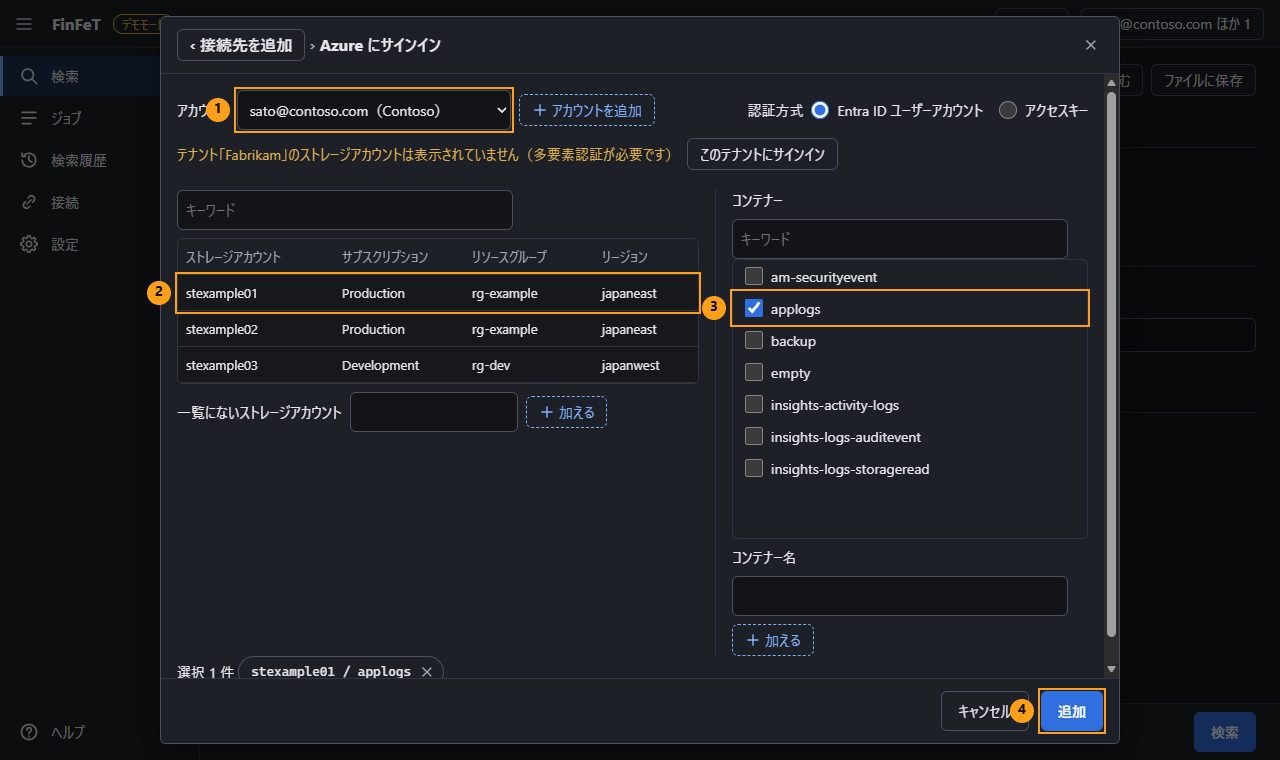 FinFeT
@contoso.com ほか 1
検索
ジョブ
検索履歴
接続
設定
ヘルプ
ファイルに保存
検索
‹ 接続先を追加 › Azure にサインイン
1 sato@contoso.com（Contoso） ＋ アカウントを追加 認証方式 Entra ID ユーザーアカウント アクセスキー
テナント「Fabrikam」のストレージアカウントは表示されていません（多要素認証が必要です） このテナントにサインイン
キーワード
ストレージアカウント サブスクリプション リソースグループ リージョン
2 stexample01 Production rg-example japaneast
stexample02 Production rg-example japaneast
stexample03 Development rg-dev japanwest
一覧にないストレージアカウント ＋ 加える
コンテナー
キーワード
am-securityevent
3 applogs
backup
empty
insights-activity-logs
insights-logs-auditevent
insights-logs-storageread
コンテナー名
＋ 加える
選択 1 件 stexample01 / applogs ×
キャンセル 4 追加